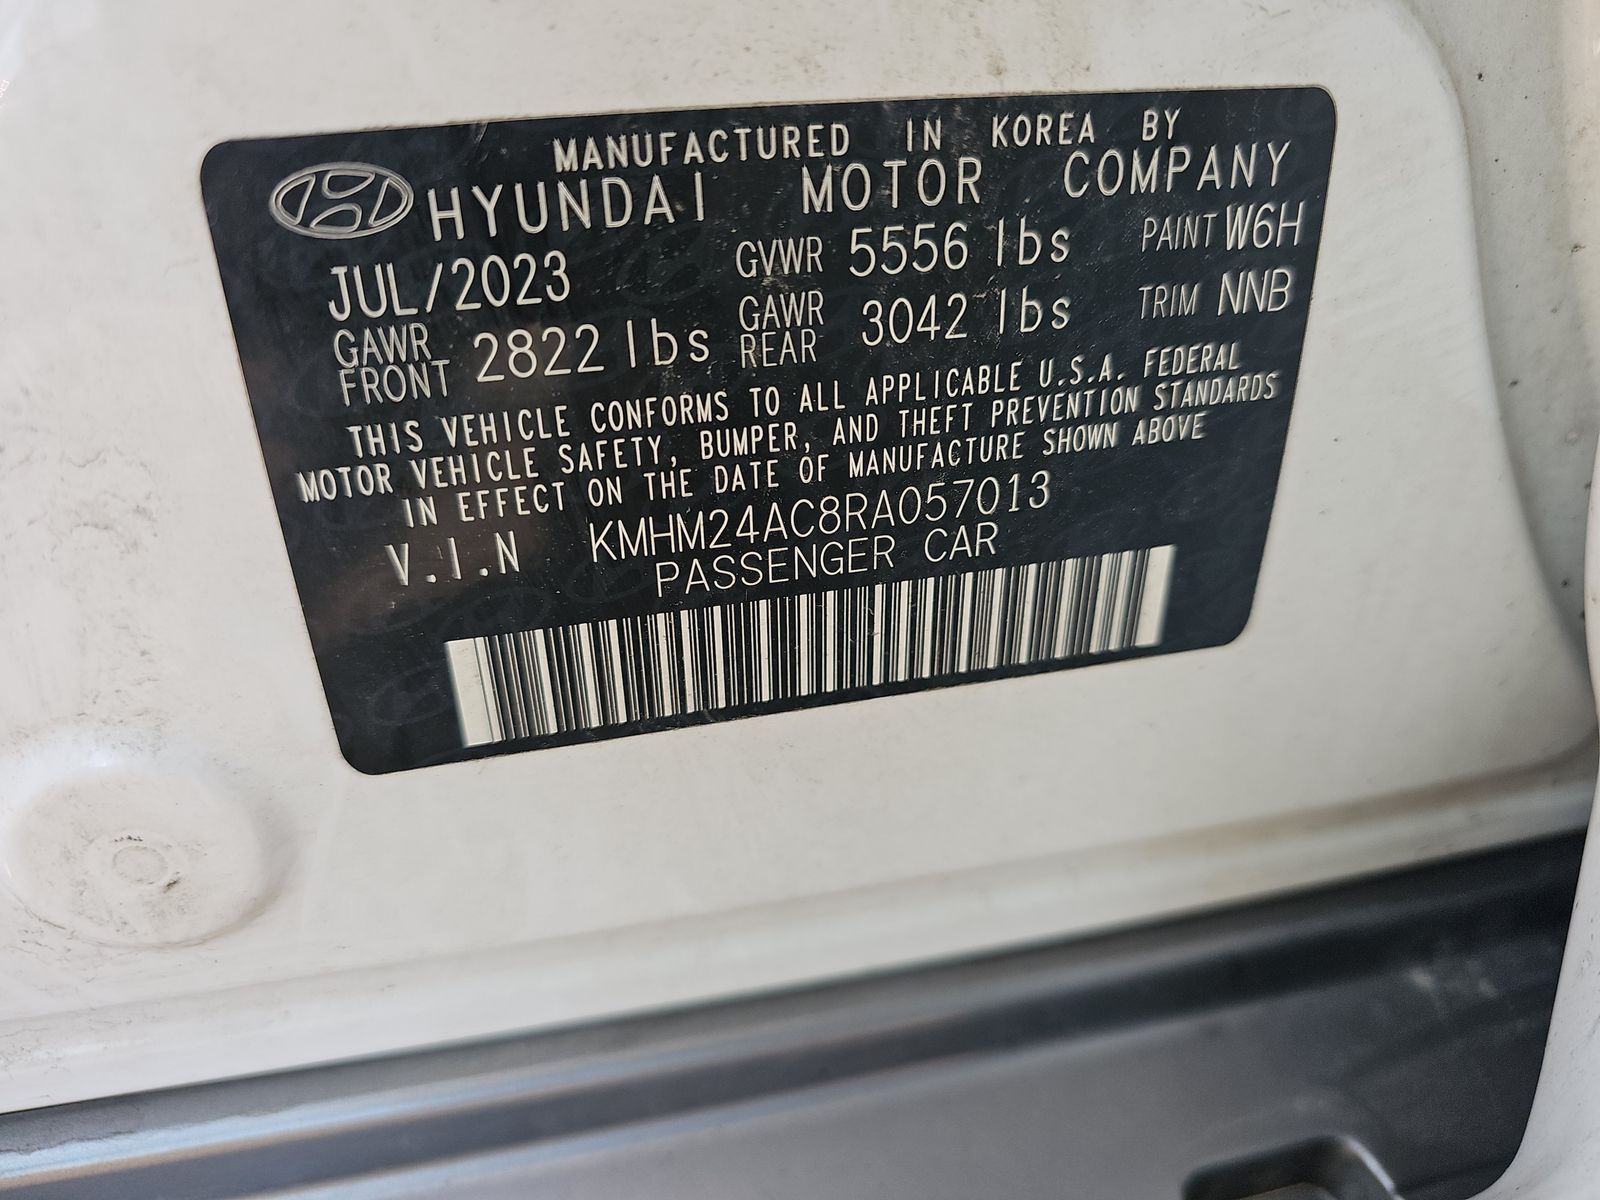 MANUFACTURED IN KOREA BY
HYUNDAI MOTOR COMPANY
JUL/2023 GVWR 5556 lbs PAINT W6H
GAWR FRONT 2822 lbs GAWR REAR 3042 lbs TRIM NNB
THIS VEHICLE CONFORMS TO ALL APPLICABLE U.S.A. FEDERAL
MOTOR VEHICLE SAFETY, BUMPER, AND THEFT PREVENTION STANDARDS
IN EFFECT ON THE DATE OF MANUFACTURE SHOWN ABOVE
V.I.N KMHM24AC8RA057013
PASSENGER CAR